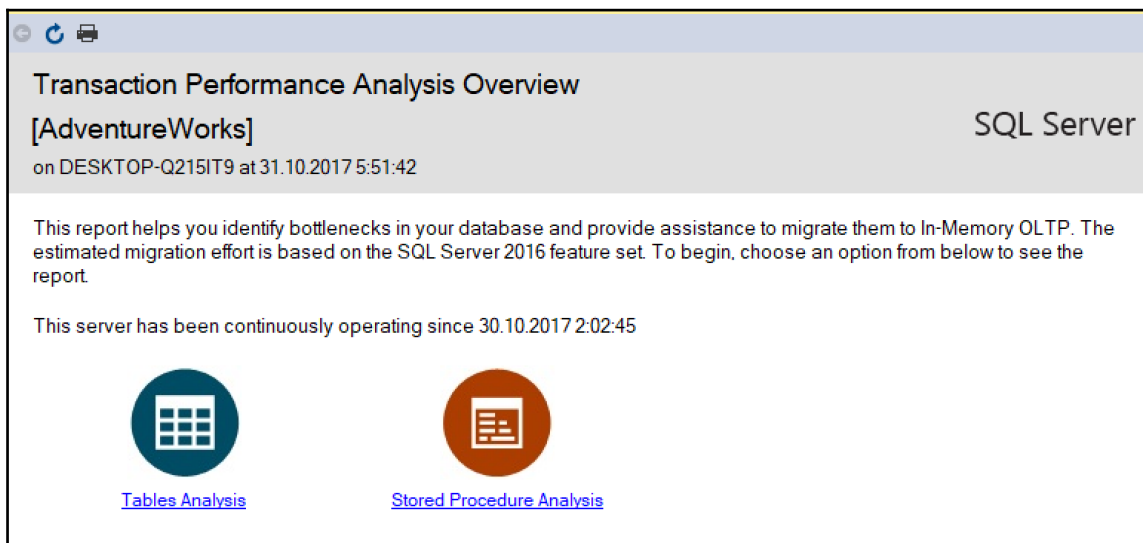 Transaction Performance Analysis Overview
[AdventureWorks]
SQL Server
on DESKTOP-Q215IT9 at 31.10.2017 5:51:42
This report helps you identify bottlenecks in your database and provide assistance to migrate them to In-Memory OLTP. The
estimated migration effort is based on the SQL Server 2016 feature set. To begin, choose an option from below to see the
report.
This server has been continuously operating since 30.10.2017 2:02:45
Tables Analysis
Stored Procedure Analysis